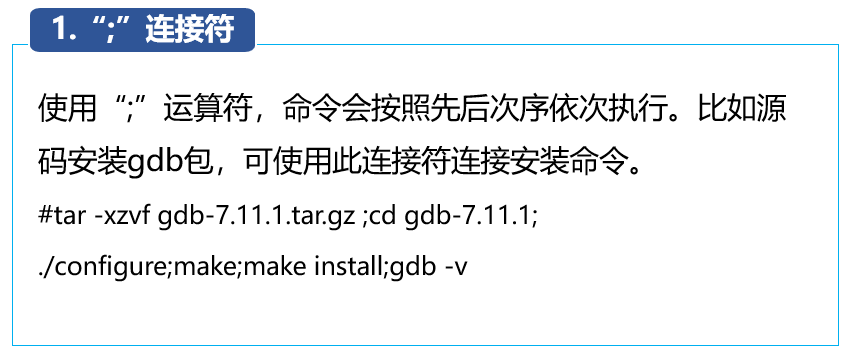 1.“;”连接符
使用“;”运算符，命令会按照先后次序依次执行。比如源
码安装gdb包，可使用此连接符连接安装命令。
#tar -xzvf gdb-7.11.1.tar.gz ;cd gdb-7.11.1;
./configure;make;make install;gdb -v